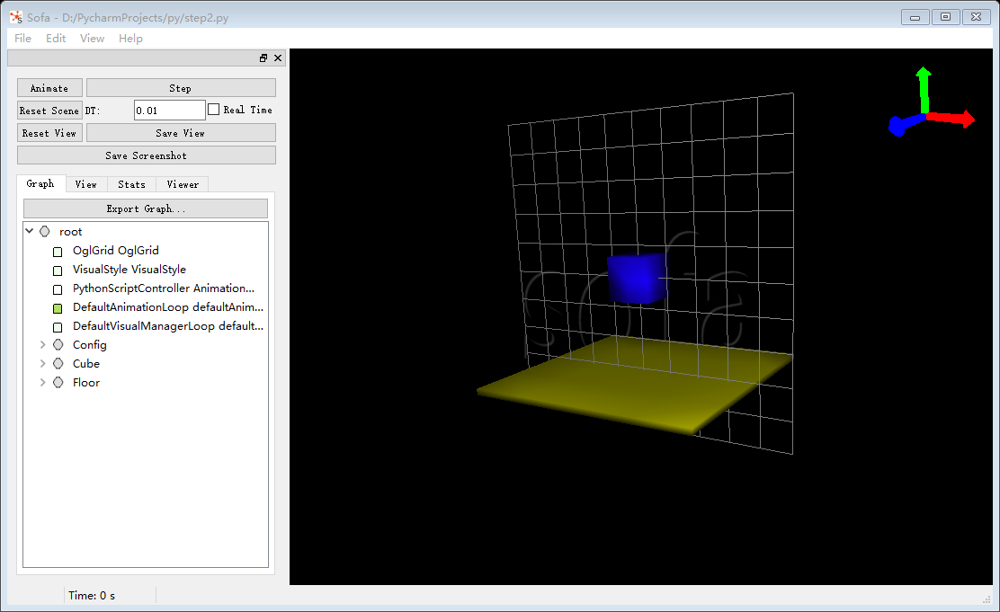 Sofa - D:/PycharmProjects/py/step2.py
File Edit View Help
Animate Step
Reset Scene DT: 0.01 Real Time
Reset View Save View
Save Screenshot
Graph View Stats Viewer
Export Graph...
root
OglGrid OglGrid
VisualStyle VisualStyle
PythonScriptController Animation...
DefaultAnimationLoop defaultAnim...
DefaultVisualManagerLoop default...
Config
Cube
Floor
sofa
Time: 0 s